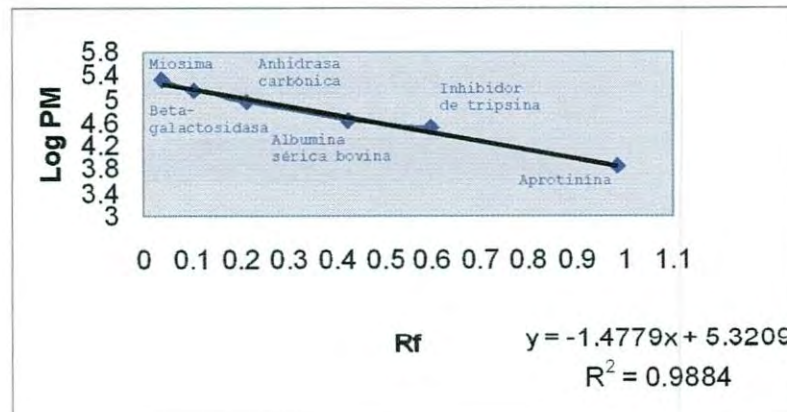 Log PM
5.8
5.4
5
4.6
4.2
3.8
3.4
3
Miosima
Anhidrasa
carbónica
Inhibidor
de tripsina
Beta-
galactosidasa
Albumina
sérica bovina
Aprotinina
0 0.1 0.2 0.3 0.4 0.5 0.6 0.7 0.8 0.9 1 1.1
Rf
y = -1.4779x + 5.3209
R² = 0.9884